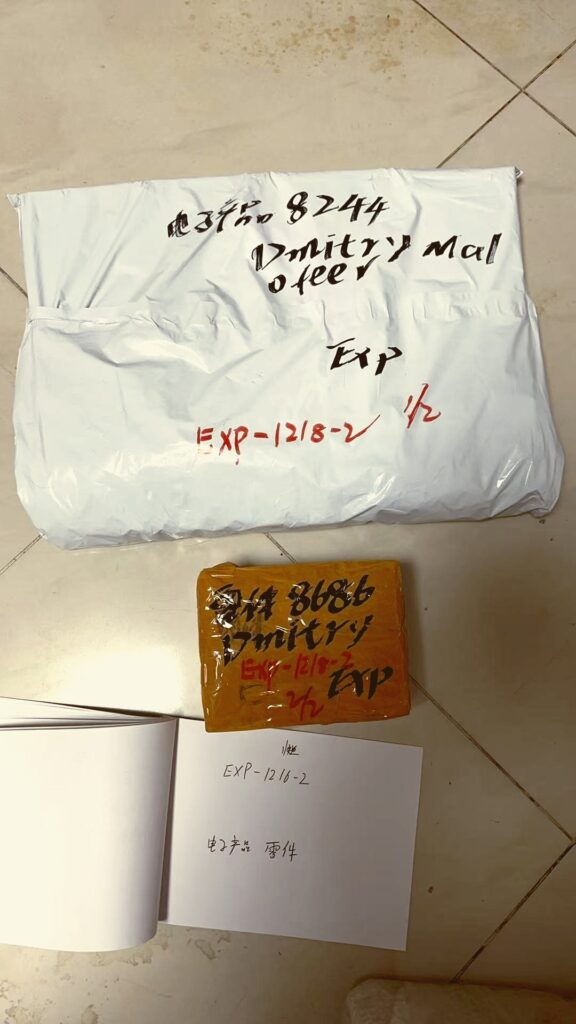 电子产品 8244
Dmitry Mal
ofeev
Exp
EXP-1218-2 1/2
零件 8686
Dmitry
EXP-1218-2
Exp
2/2
EXP-1216-2
电子产品 零件